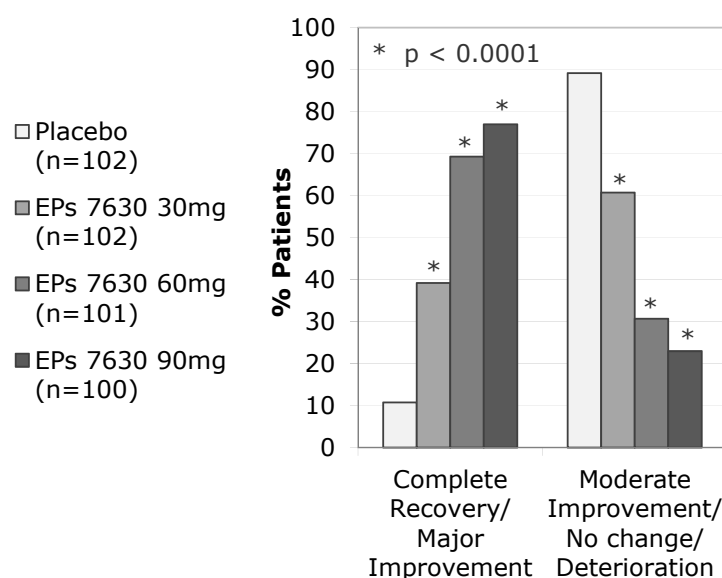 Placebo
(n=102)
EPs 7630 30mg
(n=102)
EPs 7630 60mg
(n=101)
EPs 7630 90mg
(n=100)
% Patients
100
90
80
70
60
50
40
30
20
10
0
* p < 0.0001
*
*
*
*
*
*
Complete
Recovery/
Major
Improvement
Moderate
Improvement/
No change/
Deterioration